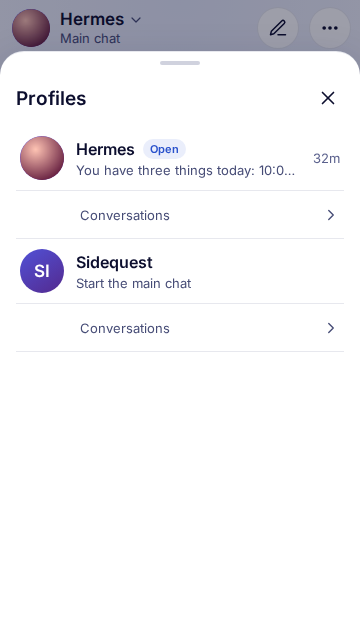 Hermes
Main chat
Profiles
Hermes Open
You have three things today: 10:0... 32m
Conversations
SI Sidequest
Start the main chat
Conversations